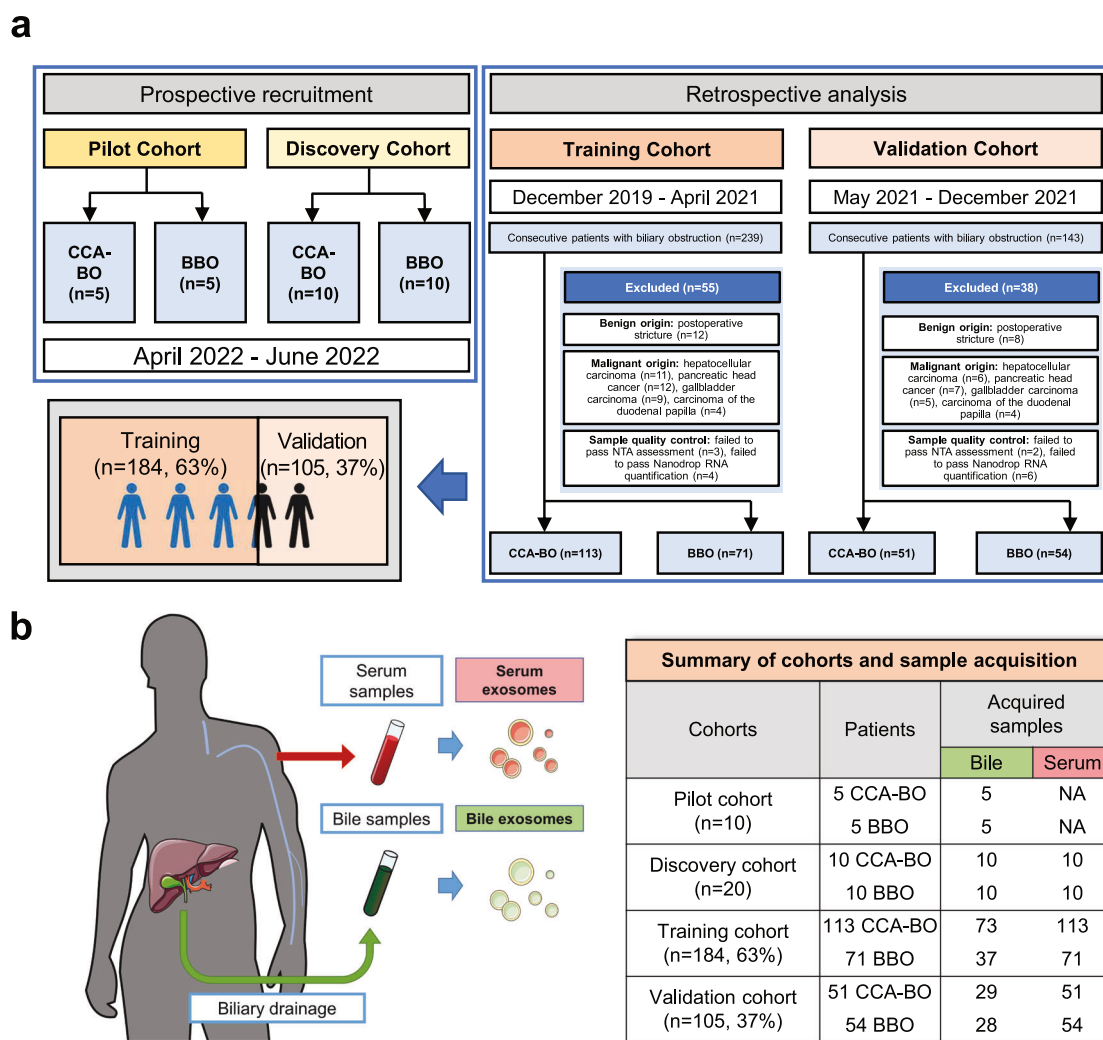 a
Prospective recruitment
Pilot Cohort
Discovery Cohort
CCA-
BO
(n=5)
BBO
(n=5)
CCA-
BO
(n=10)
BBO
(n=10)
April 2022 - June 2022
Retrospective analysis
Training Cohort
December 2019 - April 2021
Consecutive patients with biliary obstruction (n=239)
Excluded (n=55)
Benign origin: postoperative
stricture (n=12)
Malignant origin: hepatocellular
carcinoma (n=11), pancreatic head
cancer (n=12), gallbladder
carcinoma (n=9), carcinoma of the
duodenal papilla (n=4)
Sample quality control: failed to
pass NTA assessment (n=3), failed
to pass Nanodrop RNA
quantification (n=4)
CCA-BO (n=113)
BBO (n=71)
Validation Cohort
May 2021 - December 2021
Consecutive patients with biliary obstruction (n=143)
Excluded (n=38)
Benign origin: postoperative
stricture (n=8)
Malignant origin: hepatocellular
carcinoma (n=6), pancreatic head
cancer (n=7), gallbladder carcinoma
(n=5), carcinoma of the duodenal
papilla (n=4)
Sample quality control: failed to
pass NTA assessment (n=2), failed
to pass Nanodrop RNA quantification
(n=6)
CCA-BO (n=51)
BBO (n=54)
Training
(n=184, 63%)
Validation
(n=105, 37%)
b
Serum
samples
Serum
exosomes
Bile samples
Bile exosomes
Biliary drainage
Summary of cohorts and sample acquisition
Cohorts
Patients
Acquired
samples
Bile
Serum
Pilot cohort
(n=10)
5 CCA-BO 5 NA
5 BBO 5 NA
Discovery cohort
(n=20)
10 CCA-BO 10 10
10 BBO 10 10
Training cohort
(n=184, 63%)
113 CCA-BO 73 113
71 BBO 37 71
Validation cohort
(n=105, 37%)
51 CCA-BO 29 51
54 BBO 28 54